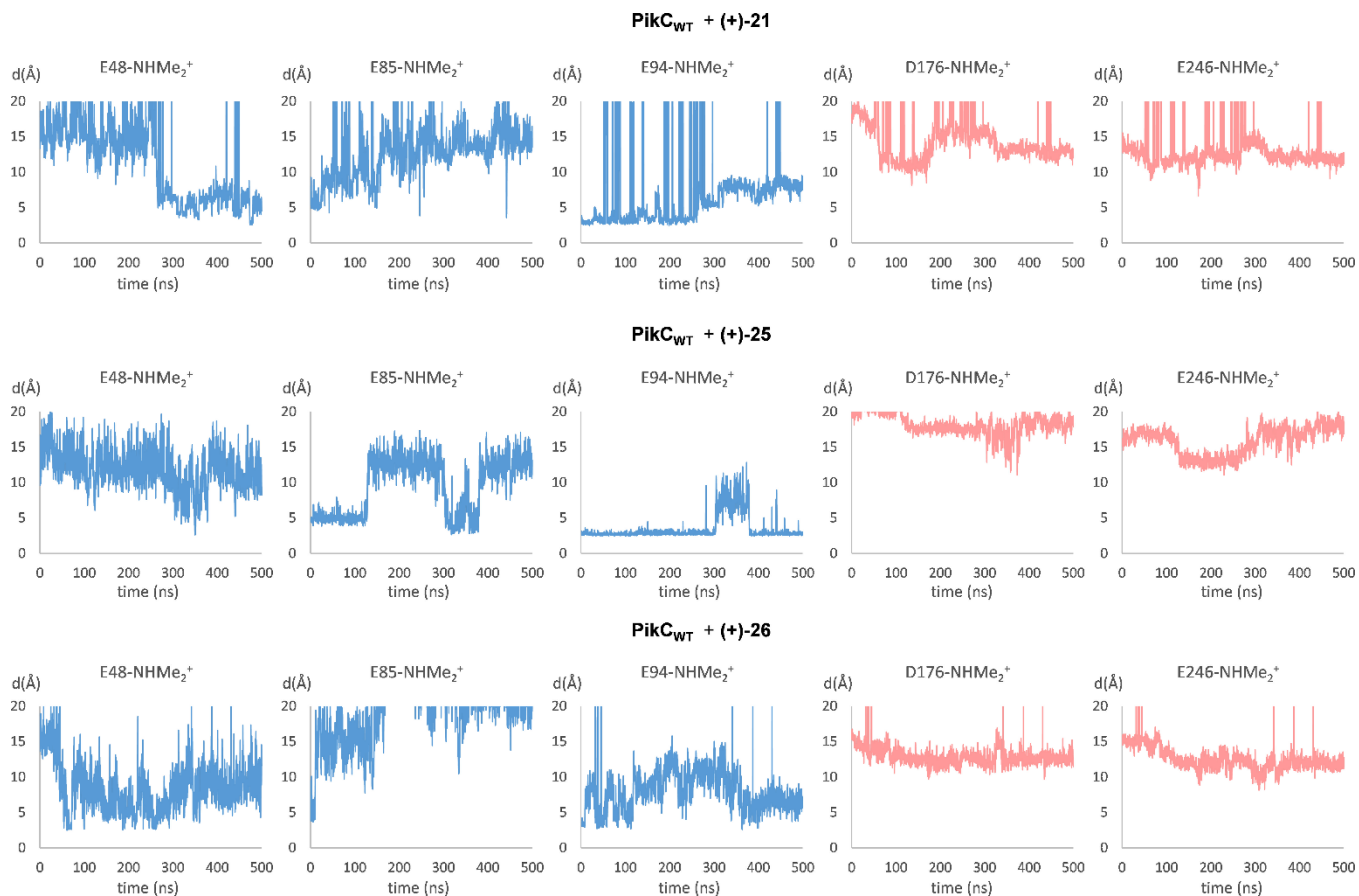 PikC_WT + (+)-21
E48-NHMe₂⁺ E85-NHMe₂⁺ E94-NHMe₂⁺ D176-NHMe₂⁺ E246-NHMe₂⁺
d(Å) d(Å) d(Å) d(Å) d(Å)
20 20 20 20 20
15 15 15 15 15
10 10 10 10 10
5 5 5 5 5
0 0 0 0 0
0 100 200 300 400 500 0 100 200 300 400 500 0 100 200 300 400 500 0 100 200 300 400 500 0 100 200 300 400 500
time (ns) time (ns) time (ns) time (ns) time (ns)
PikC_WT + (+)-25
E48-NHMe₂⁺ E85-NHMe₂⁺ E94-NHMe₂⁺ D176-NHMe₂⁺ E246-NHMe₂⁺
d(Å) d(Å) d(Å) d(Å) d(Å)
20 20 20 20 20
15 15 15 15 15
10 10 10 10 10
5 5 5 5 5
0 0 0 0 0
0 100 200 300 400 500 0 100 200 300 400 500 0 100 200 300 400 500 0 100 200 300 400 500 0 100 200 300 400 500
time (ns) time (ns) time (ns) time (ns) time (ns)
PikC_WT + (+)-26
E48-NHMe₂⁺ E85-NHMe₂⁺ E94-NHMe₂⁺ D176-NHMe₂⁺ E246-NHMe₂⁺
d(Å) d(Å) d(Å) d(Å) d(Å)
20 20 20 20 20
15 15 15 15 15
10 10 10 10 10
5 5 5 5 5
0 0 0 0 0
0 100 200 300 400 500 0 100 200 300 400 500 0 100 200 300 400 500 0 100 200 300 400 500 0 100 200 300 400 500
time (ns) time (ns) time (ns) time (ns) time (ns)